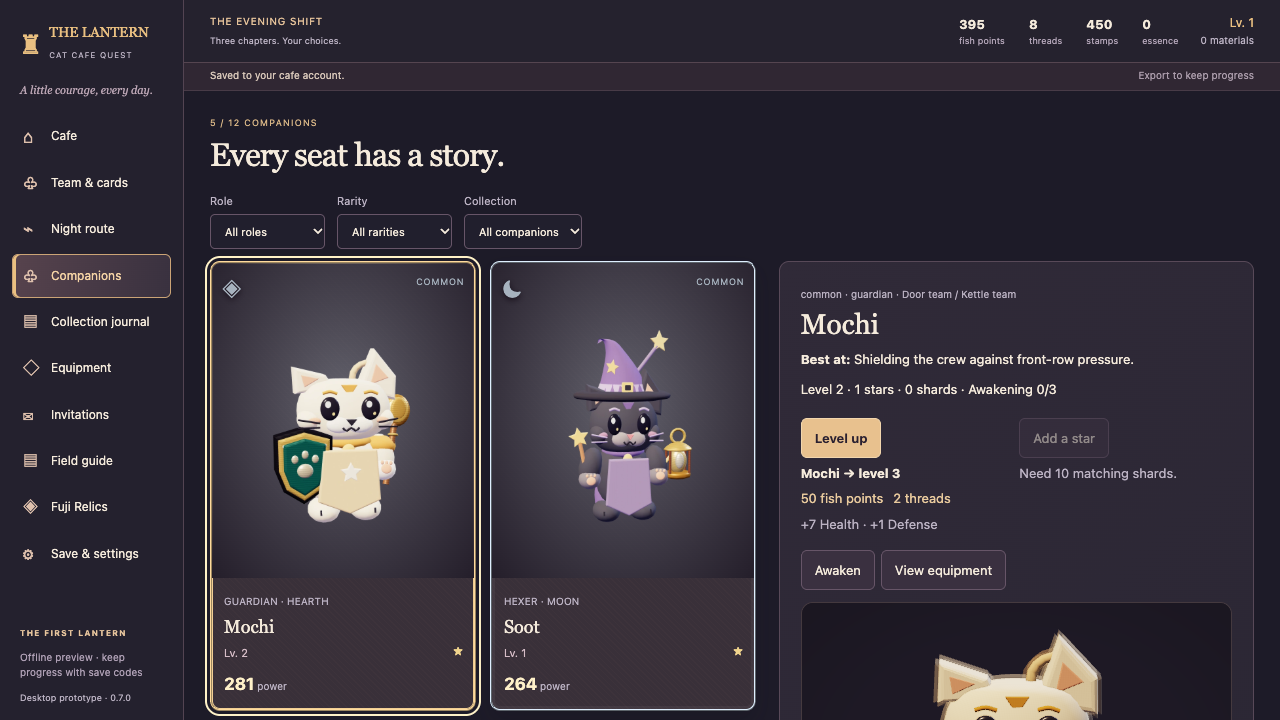 THE LANTERN
CAT CAFE QUEST
A little courage, every day.
Cafe
Team & cards
Night route
Companions
Collection journal
Equipment
Invitations
Field guide
Fuji Relics
Save & settings
THE FIRST LANTERN
Offline preview · keep
progress with save codes
Desktop prototype · 0.7.0
THE EVENING SHIFT
Three chapters. Your choices.
395
fish points
8
threads
450
stamps
0
essence
Lv. 1
0 materials
Saved to your cafe account.
Export to keep progress
5 / 12 COMPANIONS
Every seat has a story.
Role
Rarity
Collection
All roles
All rarities
All companions
COMMON
GUARDIAN · HEARTH
Mochi
Lv. 2
281 power
COMMON
HEXER · MOON
Soot
Lv. 1
264 power
common · guardian · Door team / Kettle team
Mochi
Best at: Shielding the crew against front-row pressure.
Level 2 · 1 stars · 0 shards · Awakening 0/3
Level up
Mochi → level 3
50 fish points 2 threads
+7 Health · +1 Defense
Add a star
Need 10 matching shards.
Awaken
View equipment